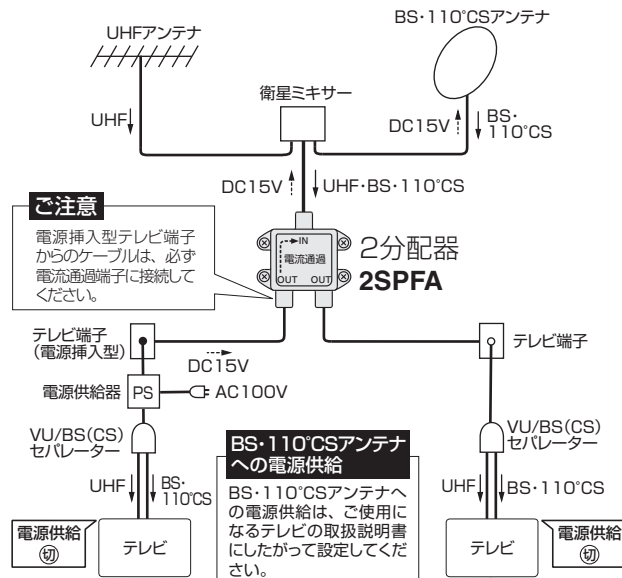 UHFアンテナ
BS・110°CSアンテナ
衛星ミキサー
UHF
DC15V
BS・
110°CS
DC15V
UHF・BS・110°CS
ご注意
電源挿入型テレビ端子
からのケーブルは、必ず
電流通過端子に接続して
ください。
IN
電流通過
OUT
OUT
2分配器
2SPFA
テレビ端子
(電源挿入型)
DC15V
テレビ端子
電源供給器
PS
AC100V
VU/BS(CS)
セパレーター
VU/BS(CS)
セパレーター
BS・110°CSアンテナ
への電源供給
BS・110°CSアンテナへ
の電源供給は、ご使用に
なるテレビの取扱説明書
にしたがって設定してくだ
さい。
UHF
BS・
110°CS
UHF
BS・110°CS
電源供給
切
テレビ
テレビ
電源供給
切